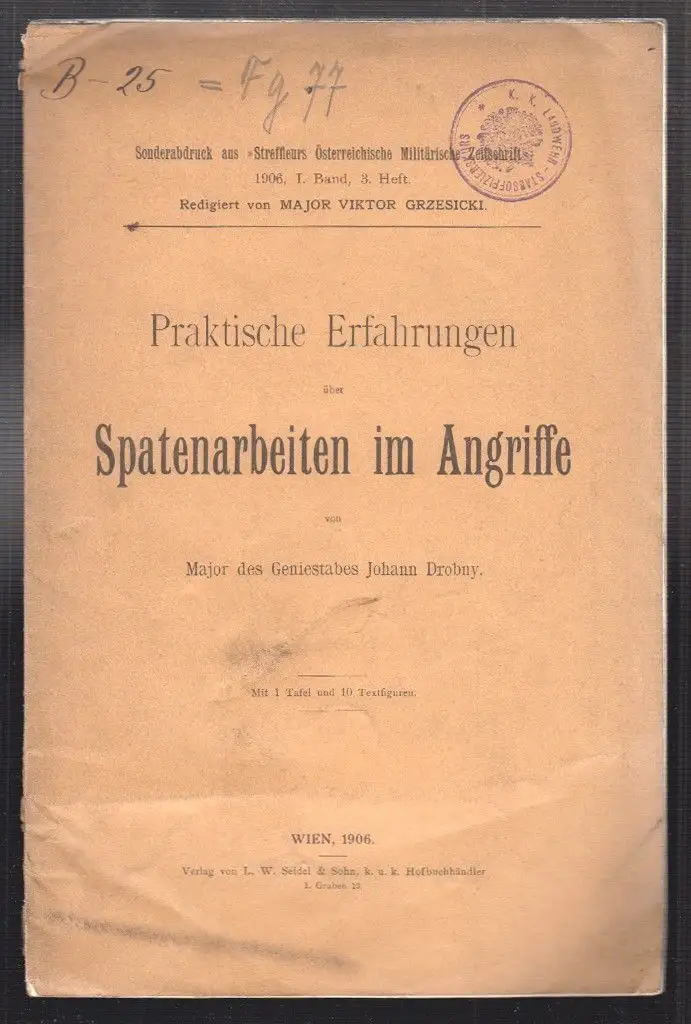 B - 25 = Fg 77
* K. K. LANDWEHR - STABSOFFIZIERSKURS
Sonderabdruck aus »Streffleurs Österreichische Militärische Zeitschrift«
1906, I. Band, 3. Heft.
Redigiert von MAJOR VIKTOR GRZESICKI.
Praktische Erfahrungen
über
Spatenarbeiten im Angriffe
von
Major des Geniestabes Johann Drobny.
Mit 1 Tafel und 10 Textfiguren.
WIEN, 1906.
Verlag von L. W. Seidel & Sohn, k. u. k. Hofbuchhändler
I. Graben 13